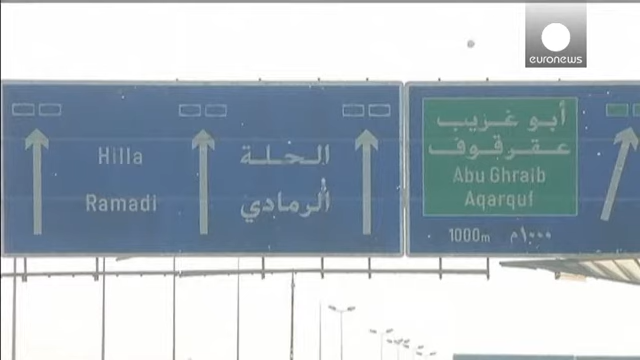 euronews
Hilla
الحلة
Ramadi
الرمادي
أبو غريب
عقرقوف
Abu Ghraib
Aqarquf
1000m
١٠٠٠م